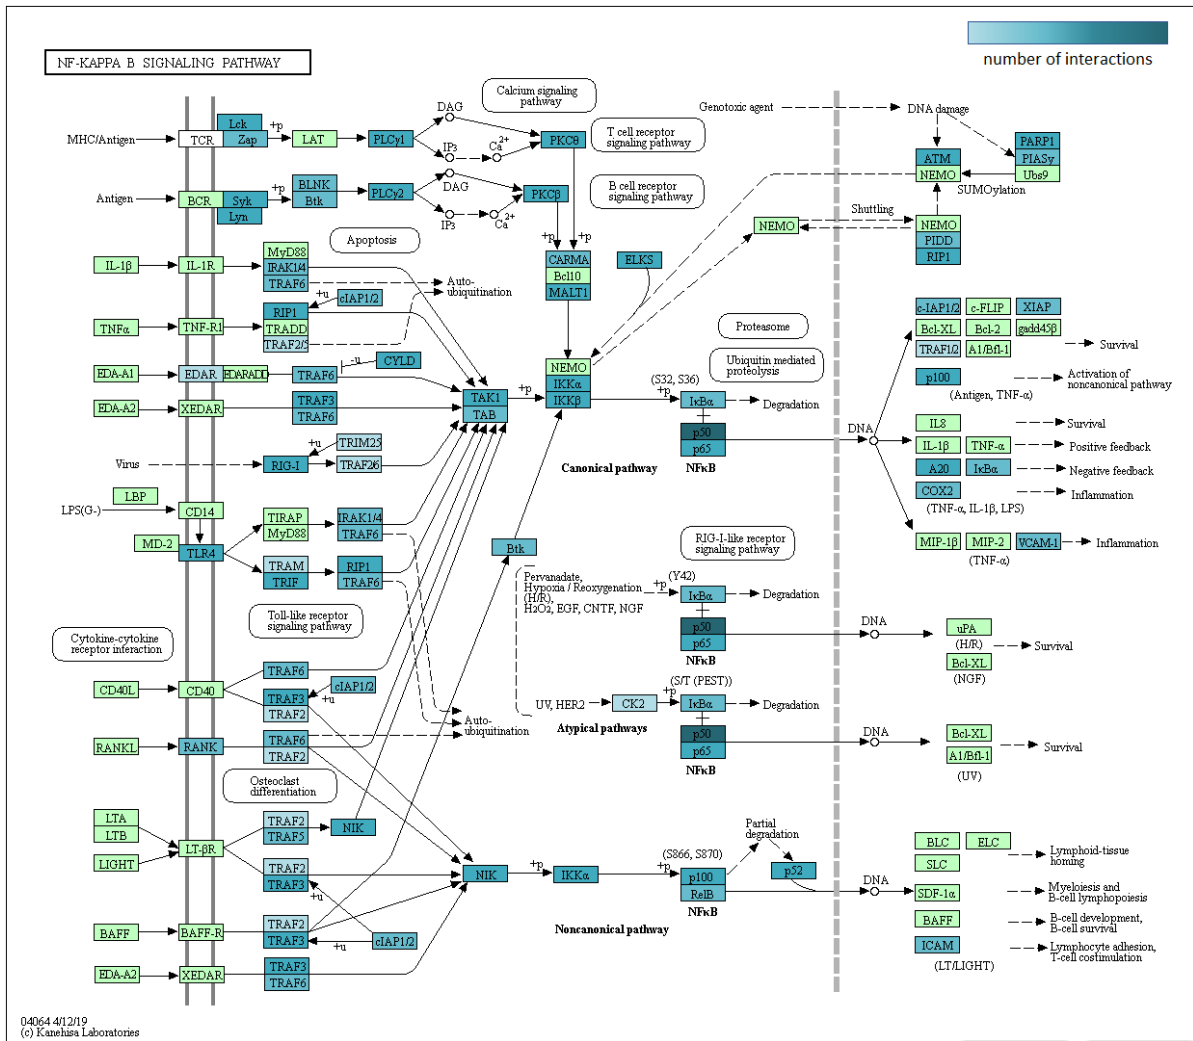 NF-KAPPA B SIGNALING PATHWAY
number of interactions
MHC/Antigen
TCR
Lck
Zap
+p
LAT
PLCγ1
DAG
IP3
Ca2+
Calcium signaling
pathway
PKCθ
T cell receptor
signaling pathway
Antigen
BCR
Syk
Lyn
+p
BLNK
Btk
PLCγ2
DAG
IP3
Ca2+
PKCβ
B cell receptor
signaling pathway
+p
+p
Genotoxic agent
DNA damage
ATM
NEMO
PARP1
PIASy
Ubs9
SUMOylation
Shuttling
NEMO
NEMO
PIDD
RIP1
Apoptosis
IL-1β
IL-1R
MyD88
IRAK1/4
TRAF6
Auto-
ubiquitination
CARMA
Bcl10
MALT1
ELKS
TNFα
TNF-R1
RIP1
TRADD
TRAF2/5
+u
cIAP1/2
EDA-A1
EDAR
EDARADD
TRAF6
-u
CYLD
EDA-A2
XEDAR
TRAF3
TRAF6
TAK1
TAB
+p
NEMO
IKKα
IKKβ
Proteasome
Ubiquitin mediated
proteolysis
(S32, S36)
+p
IκBα
Degradation
p50
p65
NFκB
Canonical pathway
DNA
c-IAP1/2
c-FLIP
XIAP
Bcl-XL
Bcl-2
gadd45β
TRAF1/2
A1/Bfl-1
Survival
p100
Activation of
noncanonical pathway
(Antigen, TNF-α)
IL8
Survival
IL-1β
TNF-α
Positive feedback
A20
IκBα
Negative feedback
COX2
Inflammation
(TNF-α, IL-1β, LPS)
MIP-1β
MIP-2
VCAM-1
Inflammation
(TNF-α)
Virus
RIG-I
+u
TRIM25
TRAF2/6
LBP
LPS(G-)
CD14
MD-2
TLR4
TIRAP
MyD88
IRAK1/4
TRAF6
TRAM
TRIF
RIP1
TRAF6
Toll-like receptor
signaling pathway
Cytokine-cytokine
receptor interaction
Btk
RIG-I-like receptor
signaling pathway
Pervanadate,
Hypoxia / Reoxygenation
(H/R),
H2O2, EGF, CNTF, NGF
+p
(Y42)
IκBα
Degradation
p50
p65
NFκB
DNA
uPA
(H/R)
Bcl-XL
(NGF)
Survival
CD40L
CD40
TRAF6
TRAF3
TRAF2
+u
cIAP1/2
RANKL
RANK
TRAF6
TRAF2
Auto-
ubiquitination
UV, HER2
CK2
+p
(S/T (PEST))
IκBα
Degradation
p50
p65
NFκB
Atypical pathways
DNA
Bcl-XL
A1/Bfl-1
(UV)
Survival
Osteoclast
differentiation
LTA
LTB
LIGHT
LT-βR
TRAF2
TRAF5
NIK
TRAF2
TRAF3
+u
BAFF
BAFF-R
TRAF2
TRAF3
+u
cIAP1/2
EDA-A2
XEDAR
TRAF3
TRAF6
NIK
+p
IKKα
+p
(S866, S870)
p100
RelB
NFκB
Partial
degradation
p52
Noncanonical pathway
DNA
BLC
ELC
SLC
Lymphoid-tissue
homing
SDF-1α
Myeloiesis and
B-cell lymphopoiesis
BAFF
B-cell development,
B-cell survival
ICAM
Lymphocyte adhesion,
T-cell costimulation
(LT/LIGHT)
04064 4/12/19
(c) Kanehisa Laboratories